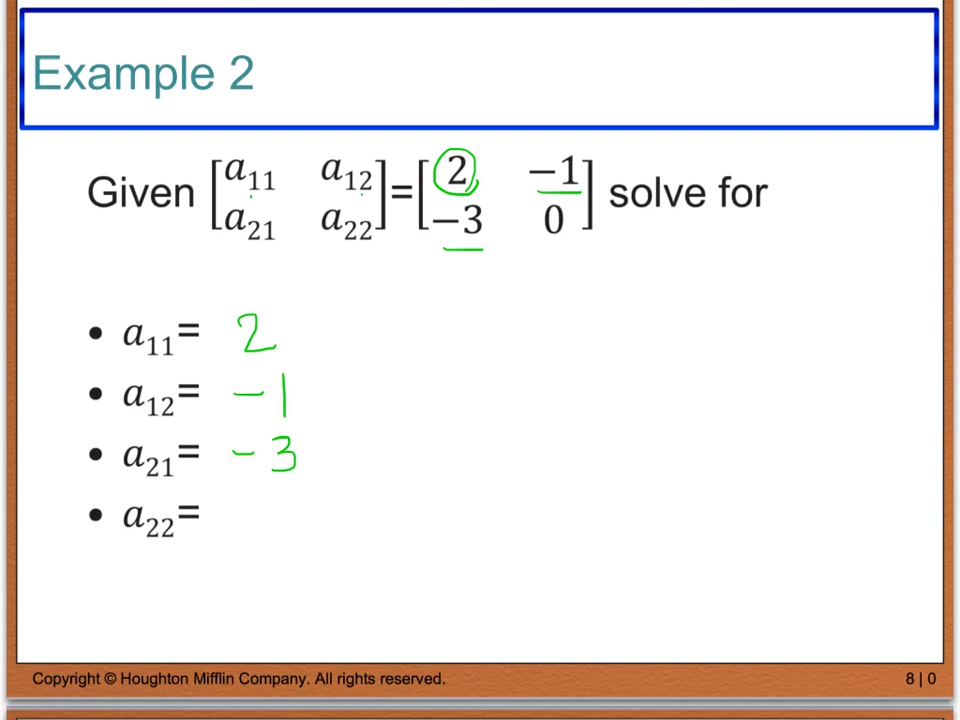 Example 2
Given [a₁₁ a₁₂
a₂₁ a₂₂]=[2 −1
−3 0] solve for
• a₁₁= 2
• a₁₂= −1
• a₂₁= −3
• a₂₂=
Copyright © Houghton Mifflin Company. All rights reserved. 8 | 0